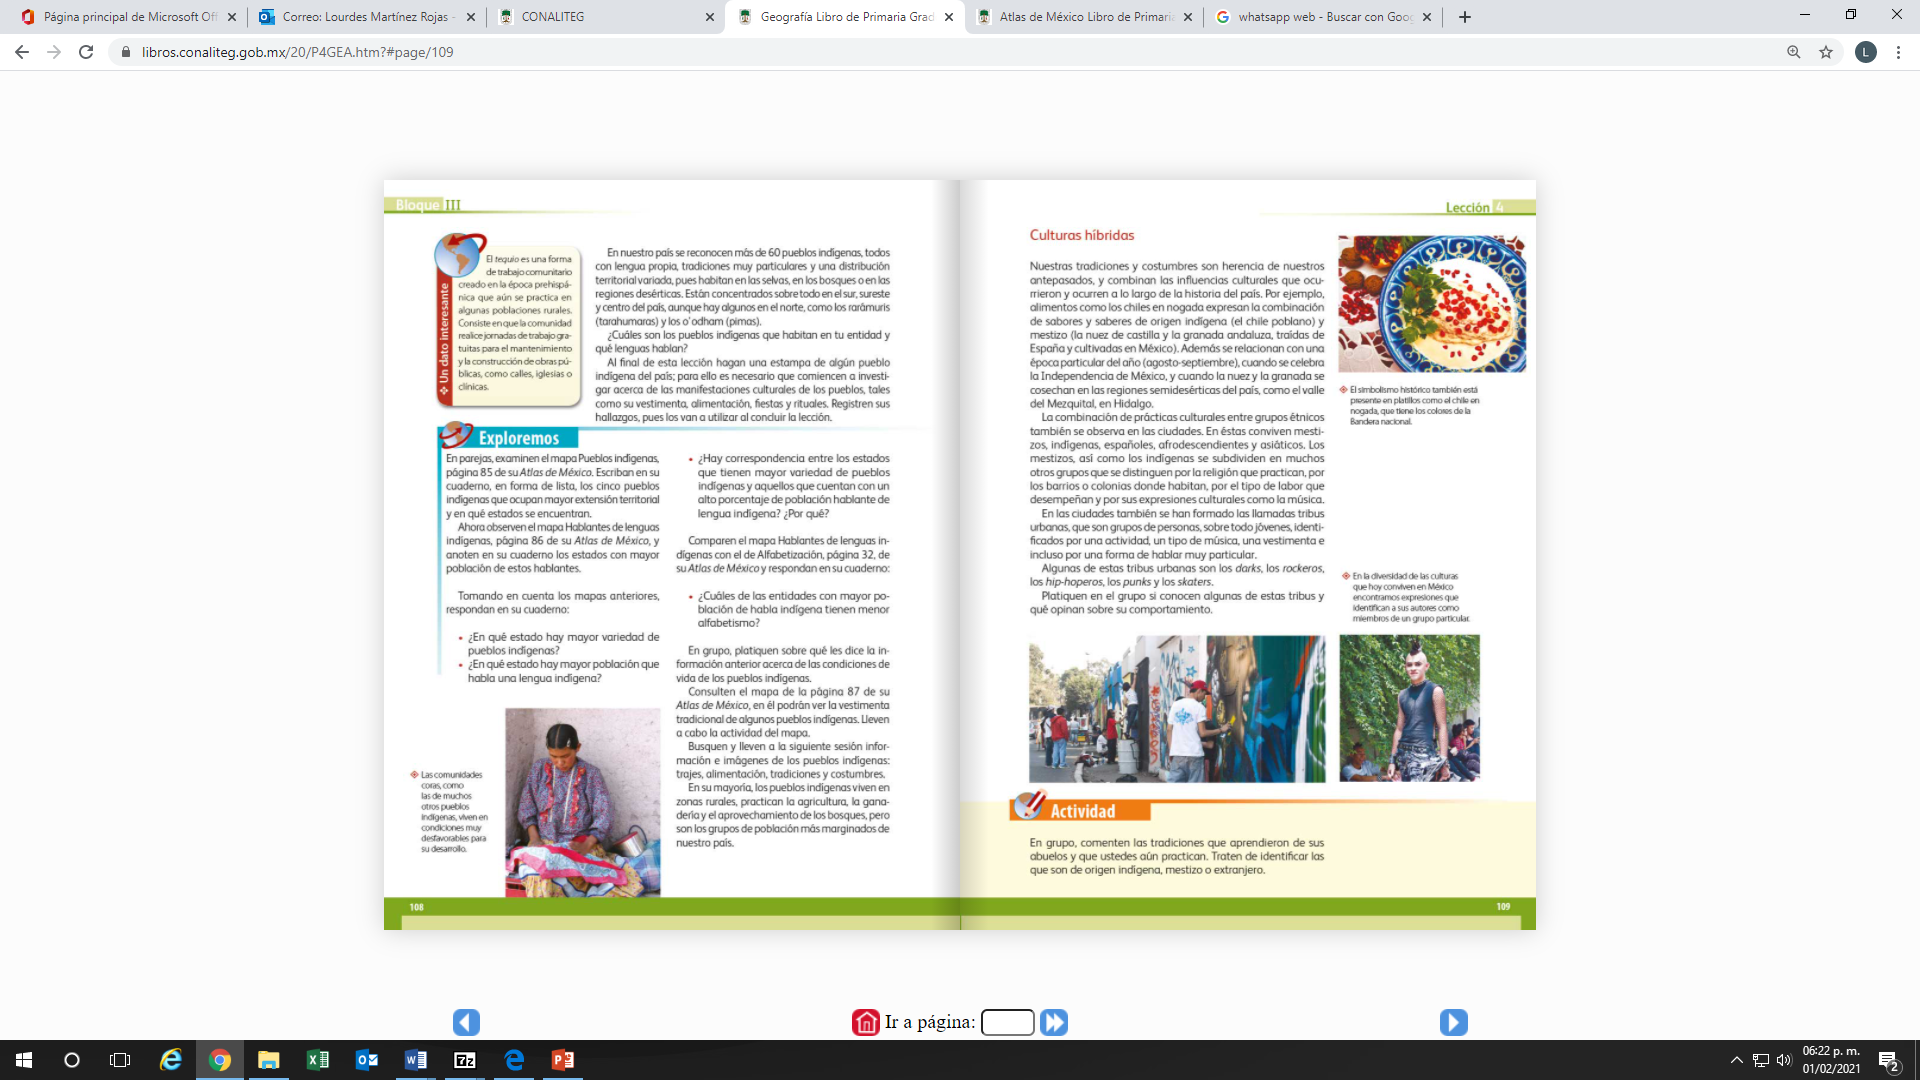 Página principal de Microsoft Off
Correo: Lourdes Martínez Rojas -
CONALITEG
Geografía Libro de Primaria Grad
Atlas de México Libro de Primaria
whatsapp web - Buscar con Goog
libros.conaliteg.gob.mx/20/P4GEA.htm?#page/109
L
Bloque III
Un dato interesante
El tequio es una forma
de trabajo comunitario
creado en la época prehispá-
nica que aún se practica en
algunas poblaciones rurales.
Consiste en que la comunidad
realice jornadas de trabajo gra-
tuitas para el mantenimiento
y la construcción de obras pú-
blicas, como calles, iglesias o
clínicas.
En nuestro país se reconocen más de 60 pueblos indígenas, todos
con lengua propia, tradiciones muy particulares y una distribución
territorial variada, pues habitan en las selvas, en los bosques o en las
regiones desérticas. Están concentrados sobre todo en el sur, sureste
y centro del país, aunque hay algunos en el norte, como los rarámuris
(tarahumaras) y los o'odham (pimas).
¿Cuáles son los pueblos indígenas que habitan en tu entidad y
qué lenguas hablan?
Al final de esta lección hagan una estampa de algún pueblo
indígena del país; para ello es necesario que comiencen a investi-
gar acerca de las manifestaciones culturales de los pueblos, tales
como su vestimenta, alimentación, fiestas y rituales. Registren sus
hallazgos, pues los van a utilizar al concluir la lección.
Exploremos
En parejas, examinen el mapa Pueblos indígenas,
página 85 de su Atlas de México. Escriban en su
cuaderno, en forma de lista, los cinco pueblos
indígenas que ocupan mayor extensión territorial
y en qué estados se encuentran.
Ahora observen el mapa Hablantes de lenguas
indígenas, página 86 de su Atlas de México, y
anoten en su cuaderno los estados con mayor
población de estos hablantes.
Tomando en cuenta los mapas anteriores,
respondan en su cuaderno:
• ¿En qué estado hay mayor variedad de
pueblos indígenas?
• ¿En qué estado hay mayor población que
habla una lengua indígena?
Las comunidades
coras, como
las de muchos
otros pueblos
indígenas, viven en
condiciones muy
desfavorables para
su desarrollo.
• ¿Hay correspondencia entre los estados
que tienen mayor variedad de pueblos
indígenas y aquellos que cuentan con un
alto porcentaje de población hablante de
lengua indígena? ¿Por qué?
Comparen el mapa Hablantes de lenguas in-
dígenas con el de Alfabetización, página 32, de
su Atlas de México y respondan en su cuaderno:
• ¿Cuáles de las entidades con mayor po-
blación de habla indígena tienen menor
alfabetismo?
En grupo, platiquen sobre qué les dice la in-
formación anterior acerca de las condiciones de
vida de los pueblos indígenas.
Consulten el mapa de la página 87 de su
Atlas de México, en él podrán ver la vestimenta
tradicional de algunos pueblos indígenas. Lleven
a cabo la actividad del mapa.
Busquen y lleven a la siguiente sesión infor-
mación e imágenes de los pueblos indígenas:
trajes, alimentación, tradiciones y costumbres.
En su mayoría, los pueblos indígenas viven en
zonas rurales, practican la agricultura, la gana-
dería y el aprovechamiento de los bosques, pero
son los grupos de población más marginados de
nuestro país.
108
Lección 4
Culturas híbridas
Nuestras tradiciones y costumbres son herencia de nuestros
antepasados, y combinan las influencias culturales que ocu-
rrieron y ocurren a lo largo de la historia del país. Por ejemplo,
alimentos como los chiles en nogada expresan la combinación
de sabores y saberes de origen indígena (el chile poblano) y
mestizo (la nuez de castilla y la granada andaluza, traídas de
España y cultivadas en México). Además se relacionan con una
época particular del año (agosto-septiembre), cuando se celebra
la Independencia de México, y cuando la nuez y la granada se
cosechan en las regiones semidesérticas del país, como el valle
del Mezquital, en Hidalgo.
La combinación de prácticas culturales entre grupos étnicos
también se observa en las ciudades. En éstas conviven mesti-
zos, indígenas, españoles, afrodescendientes y asiáticos. Los
mestizos, así como los indígenas se subdividen en muchos
otros grupos que se distinguen por la religión que practican, por
los barrios o colonias donde habitan, por el tipo de labor que
desempeñan y por sus expresiones culturales como la música.
En las ciudades también se han formado las llamadas tribus
urbanas, que son grupos de personas, sobre todo jóvenes, identi-
ficados por una actividad, un tipo de música, una vestimenta e
incluso por una forma de hablar muy particular.
Algunas de estas tribus urbanas son los darks, los rockeros,
los hip-hoperos, los punks y los skaters.
Platiquen en el grupo si conocen algunas de estas tribus y
qué opinan sobre su comportamiento.
El simbolismo histórico también está
presente en platillos como el chile en
nogada, que tiene los colores de la
Bandera nacional.
En la diversidad de las culturas
que hoy conviven en México
encontramos expresiones que
identifican a sus autores como
miembros de un grupo particular.
Actividad
En grupo, comenten las tradiciones que aprendieron de sus
abuelos y que ustedes aún practican. Traten de identificar las
que son de origen indígena, mestizo o extranjero.
109
Ir a página:
06:22 p. m.
01/02/2021
2